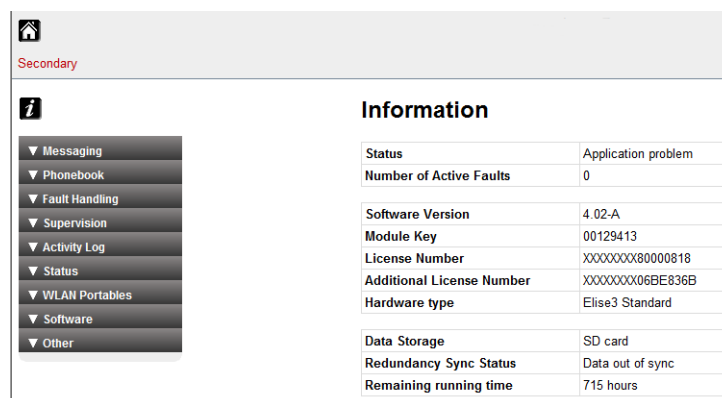 Secondary
i
Information
▼ Messaging
▼ Phonebook
▼ Fault Handling
▼ Supervision
▼ Activity Log
▼ Status
▼ WLAN Portables
▼ Software
▼ Other
Status Application problem
Number of Active Faults 0
Software Version 4.02-A
Module Key 00129413
License Number XXXXXXXX80000818
Additional License Number XXXXXXXX06BE836B
Hardware type Elise3 Standard
Data Storage SD card
Redundancy Sync Status Data out of sync
Remaining running time 715 hours